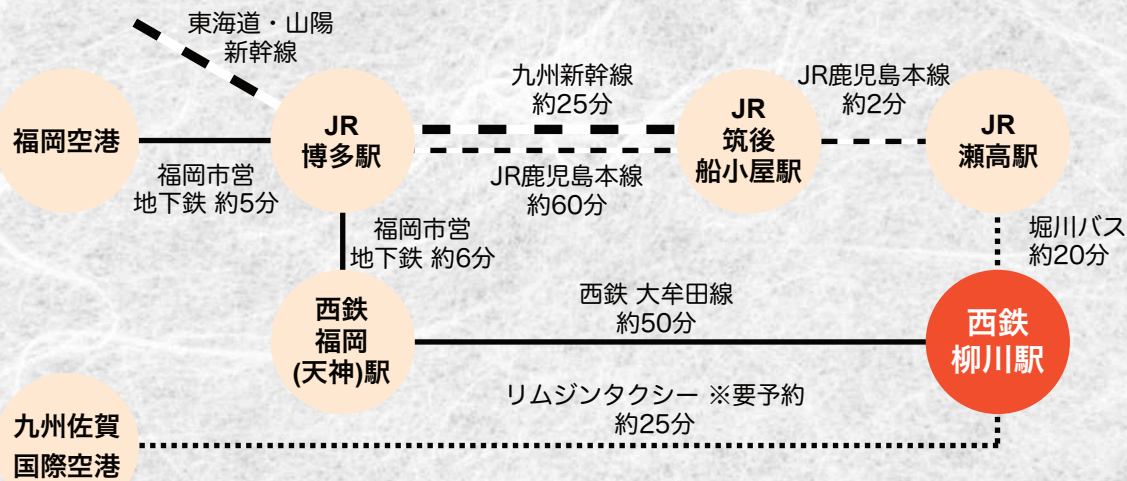 東海道・山陽
新幹線
福岡空港
福岡市営
地下鉄 約5分
JR
博多駅
九州新幹線
約25分
JR鹿児島本線
約60分
JR
筑後
船小屋駅
JR鹿児島本線
約2分
JR
瀬高駅
福岡市営
地下鉄 約6分
堀川バス
約20分
西鉄
福岡
(天神)駅
西鉄 大牟田線
約50分
西鉄
柳川駅
リムジンタクシー ※要予約
約25分
九州佐賀
国際空港